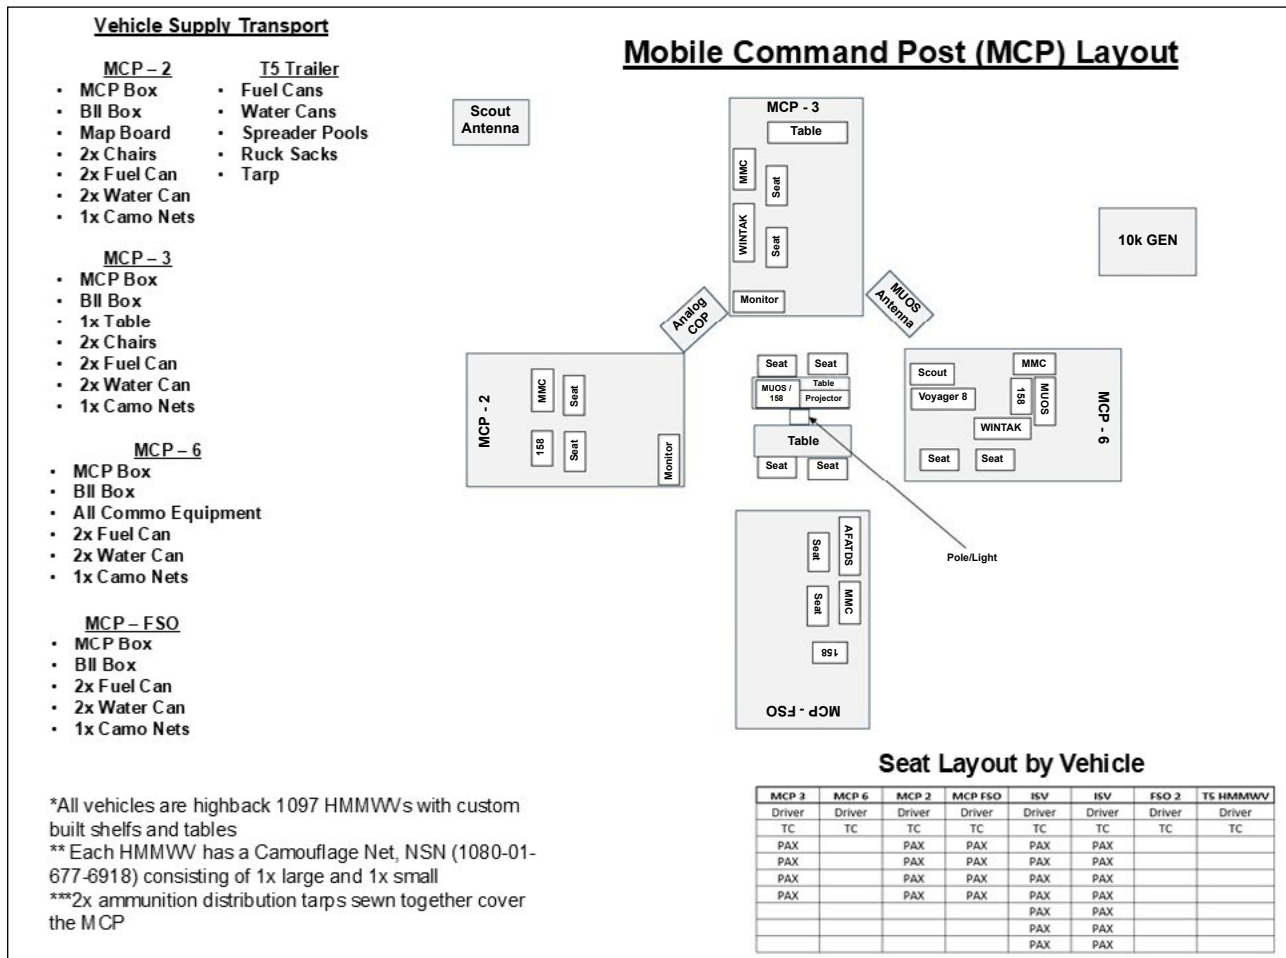 Vehicle Supply Transport
MCP – 2
• MCP Box
• BII Box
• Map Board
• 2x Chairs
• 2x Fuel Can
• 2x Water Can
• 1x Camo Nets
T5 Trailer
• Fuel Cans
• Water Cans
• Spreader Pools
• Ruck Sacks
• Tarp
MCP – 3
• MCP Box
• BII Box
• 1x Table
• 2x Chairs
• 2x Fuel Can
• 2x Water Can
• 1x Camo Nets
MCP – 6
• MCP Box
• BII Box
• All Commo Equipment
• 2x Fuel Can
• 2x Water Can
• 1x Camo Nets
MCP – FSO
• MCP Box
• BII Box
• 2x Fuel Can
• 2x Water Can
• 1x Camo Nets
*All vehicles are highback 1097 HMMWVs with custom
built shelfs and tables
** Each HMMWV has a Camouflage Net, NSN (1080-01-
677-6918) consisting of 1x large and 1x small
***2x ammunition distribution tarps sewn together cover
the MCP
Mobile Command Post (MCP) Layout
Scout
Antenna
MCP - 3
Table
MMC
Seat
WINTAK
Seat
Monitor
10k GEN
Analog
COP
MUOS
Antenna
MCP - 2
MMC
Seat
158
Seat
Monitor
Seat
Seat
MUOS /
158
Table
Projector
Table
Seat
Seat
Scout
Voyager 8
MMC
158
MUOS
WINTAK
Seat
Seat
MCP - 6
Pole/Light
AFATDS
Seat
MMC
Seat
158
MCP - FSO
Seat Layout by Vehicle
MCP 3 MCP 6 MCP 2 MCP FSO ISV ISV FSO 2 T5 HMMWV
Driver Driver Driver Driver Driver Driver Driver Driver
TC TC TC TC TC TC TC TC
PAX PAX PAX PAX PAX
PAX PAX PAX PAX PAX
PAX PAX PAX PAX PAX
PAX PAX PAX PAX PAX
PAX PAX
PAX PAX
PAX PAX